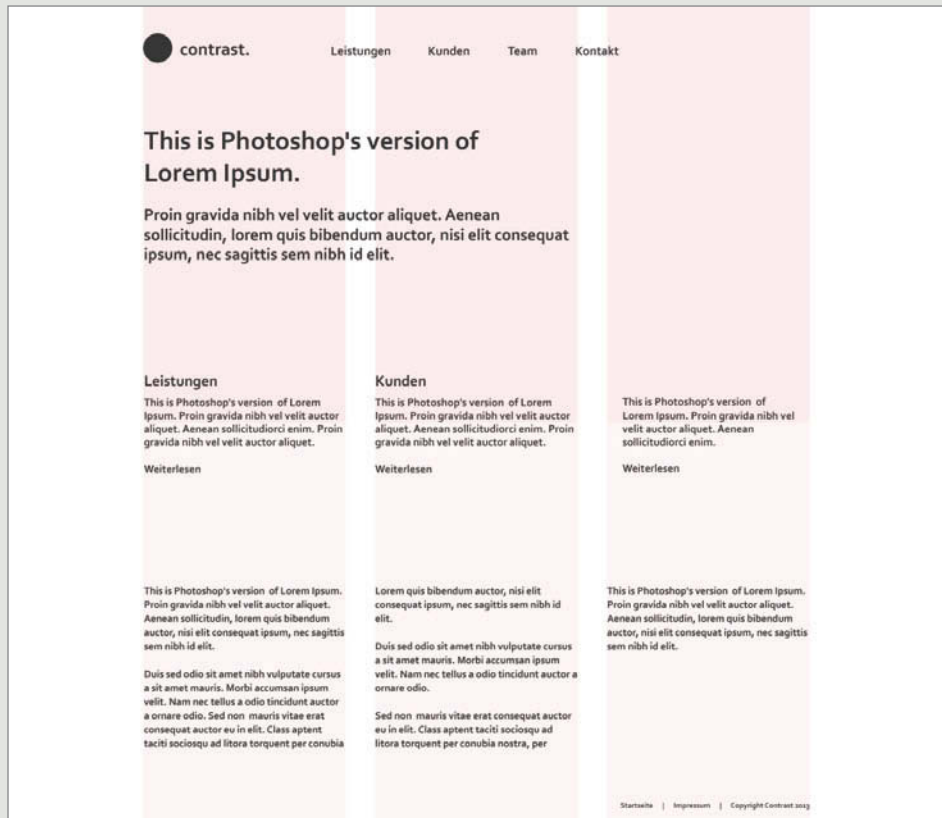 contrast.
Leistungen
Kunden
Team
Kontakt
This is Photoshop's version of
Lorem Ipsum.
Proin gravida nibh vel velit auctor aliquet. Aenean
sollicitudin, lorem quis bibendum auctor, nisi elit consequat
ipsum, nec sagittis sem nibh id elit.
Leistungen
This is Photoshop's version of Lorem
Ipsum. Proin gravida nibh vel velit auctor
aliquet. Aenean sollicitudiorci enim. Proin
gravida nibh vel velit auctor aliquet.
Weiterlesen
Kunden
This is Photoshop's version of Lorem
Ipsum. Proin gravida nibh vel velit auctor
aliquet. Aenean sollicitudiorci enim. Proin
gravida nibh vel velit auctor aliquet.
Weiterlesen
This is Photoshop's version of
Lorem Ipsum. Proin gravida nibh vel
velit auctor aliquet. Aenean
sollicitudiorci enim.
Weiterlesen
This is Photoshop's version of Lorem Ipsum.
Proin gravida nibh vel velit auctor aliquet.
Aenean sollicitudin, lorem quis bibendum
auctor, nisi elit consequat ipsum, nec sagittis
sem nibh id elit.
Duis sed odio sit amet nibh vulputate cursus
a sit amet mauris. Morbi accumsan ipsum
velit. Nam nec tellus a odio tincidunt auctor
a ornare odio. Sed non mauris vitae erat
consequat auctor eu in elit. Class aptent
taciti sociosqu ad litora torquent per conubia
Lorem quis bibendum auctor, nisi elit
consequat ipsum, nec sagittis sem nibh id
elit.
Duis sed odio sit amet nibh vulputate cursus
a sit amet mauris. Morbi accumsan ipsum
velit. Nam nec tellus a odio tincidunt auctor a
ornare odio.
Sed non mauris vitae erat consequat auctor
eu in elit. Class aptent taciti sociosqu ad
litora torquent per conubia nostra, per
This is Photoshop's version of Lorem Ipsum.
Proin gravida nibh vel velit auctor aliquet.
Aenean sollicitudin, lorem quis bibendum
auctor, nisi elit consequat ipsum, nec sagittis
sem nibh id elit.
Startseite | Impressum | Copyright Contrast 2013